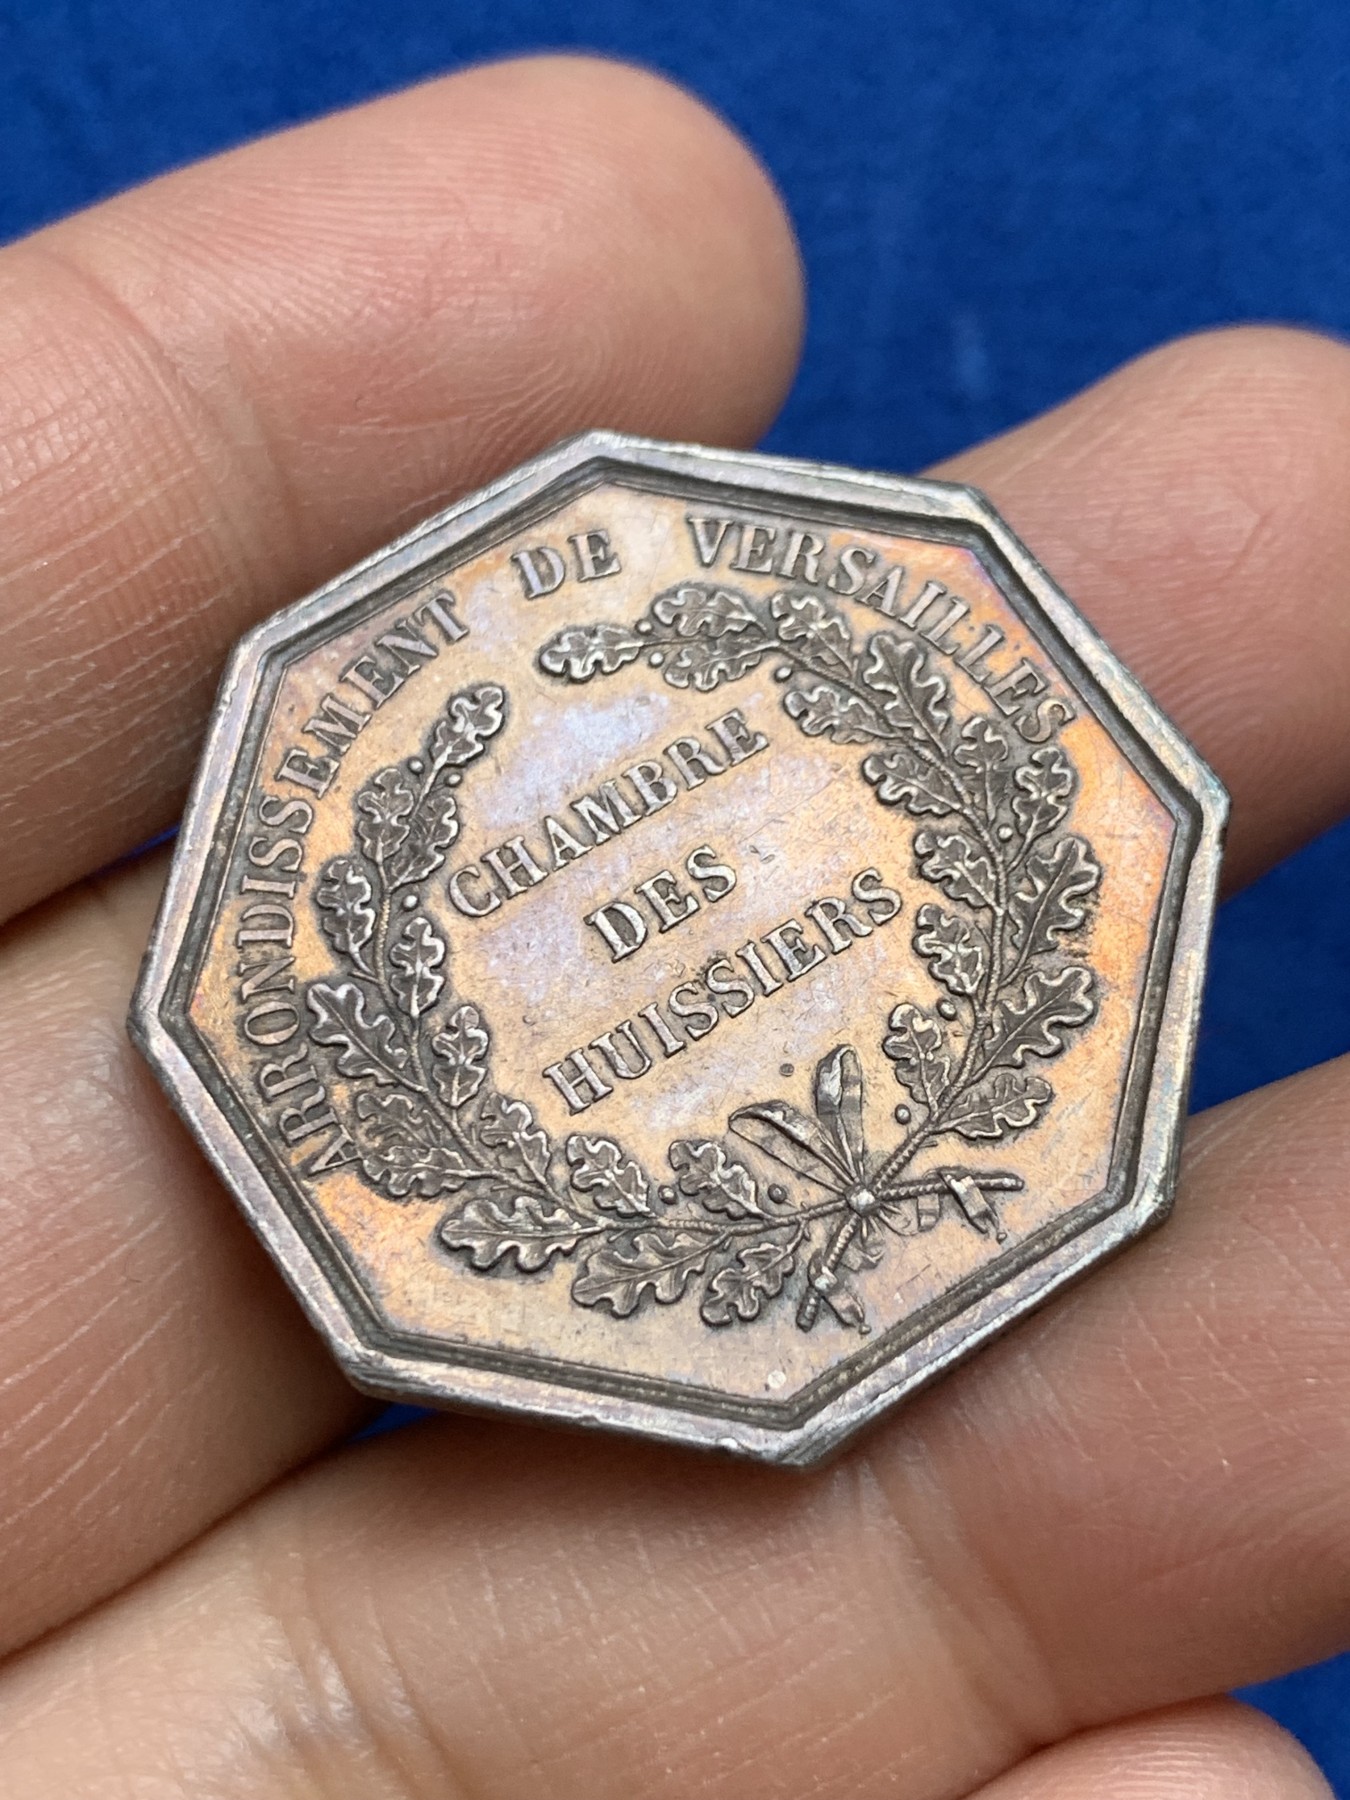 ARRONDISSEMENT DE VERSAILLES
CHAMBRE
DES
HUISSIERS